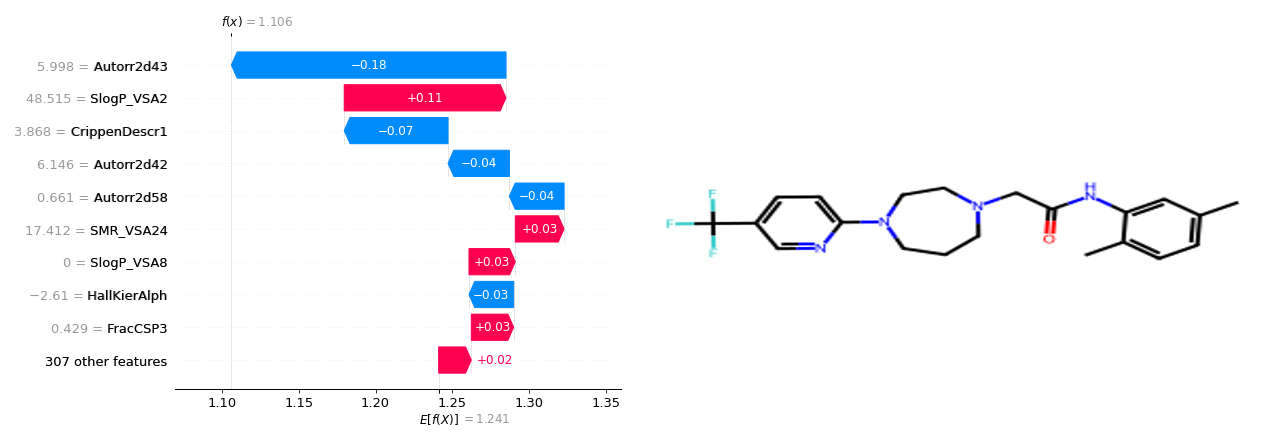 f(x) = 1.106
5.998 = Autorr2d43
−0.18
48.515 = SlogP_VSA2
+0.11
3.868 = CrippenDescr1
−0.07
6.146 = Autorr2d42
−0.04
0.661 = Autorr2d58
−0.04
17.412 = SMR_VSA24
+0.03
0 = SlogP_VSA8
+0.03
−2.61 = HallKierAlph
−0.03
0.429 = FracCSP3
+0.03
307 other features
+0.02
1.10 1.15 1.20 1.25 1.30 1.35
E[f(X)] = 1.241
F
F
F
N
N
N
O
H
N